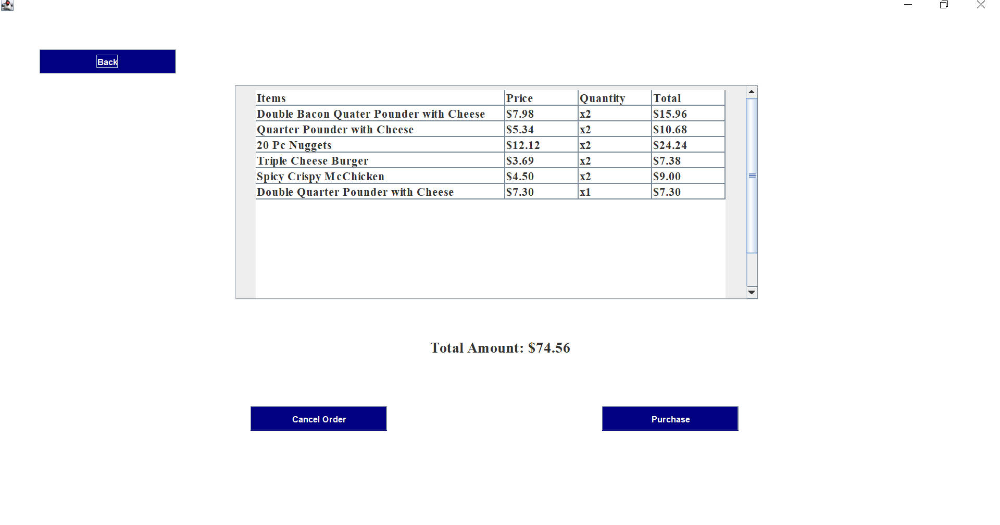 Back
Items Price Quantity Total
Double Bacon Quater Pounder with Cheese $7.98 x2 $15.96
Quarter Pounder with Cheese $5.34 x2 $10.68
20 Pc Nuggets $12.12 x2 $24.24
Triple Cheese Burger $3.69 x2 $7.38
Spicy Crispy McChicken $4.50 x2 $9.00
Double Quarter Pounder with Cheese $7.30 x1 $7.30
Total Amount: $74.56
Cancel Order Purchase